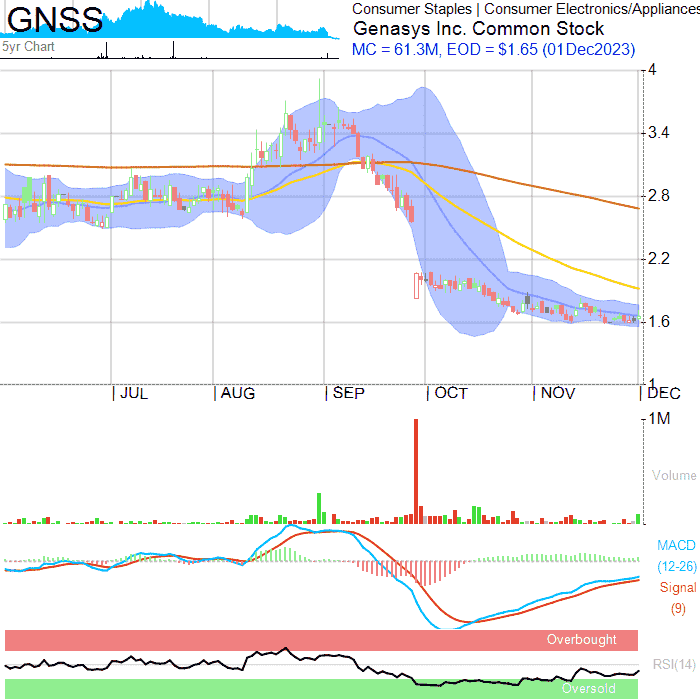 GNSS
5yr Chart
Consumer Staples | Consumer Electronics/Appliances
Genasys Inc. Common Stock
MC = 61.3M, EOD = $1.65 (01Dec2023)
4
3.4
2.8
2.2
1.6
1
| JUL | AUG | SEP | OCT | NOV | DEC
1M
Volume
MACD
(12-26)
Signal
(9)
Overbought
RSI(14)
Oversold